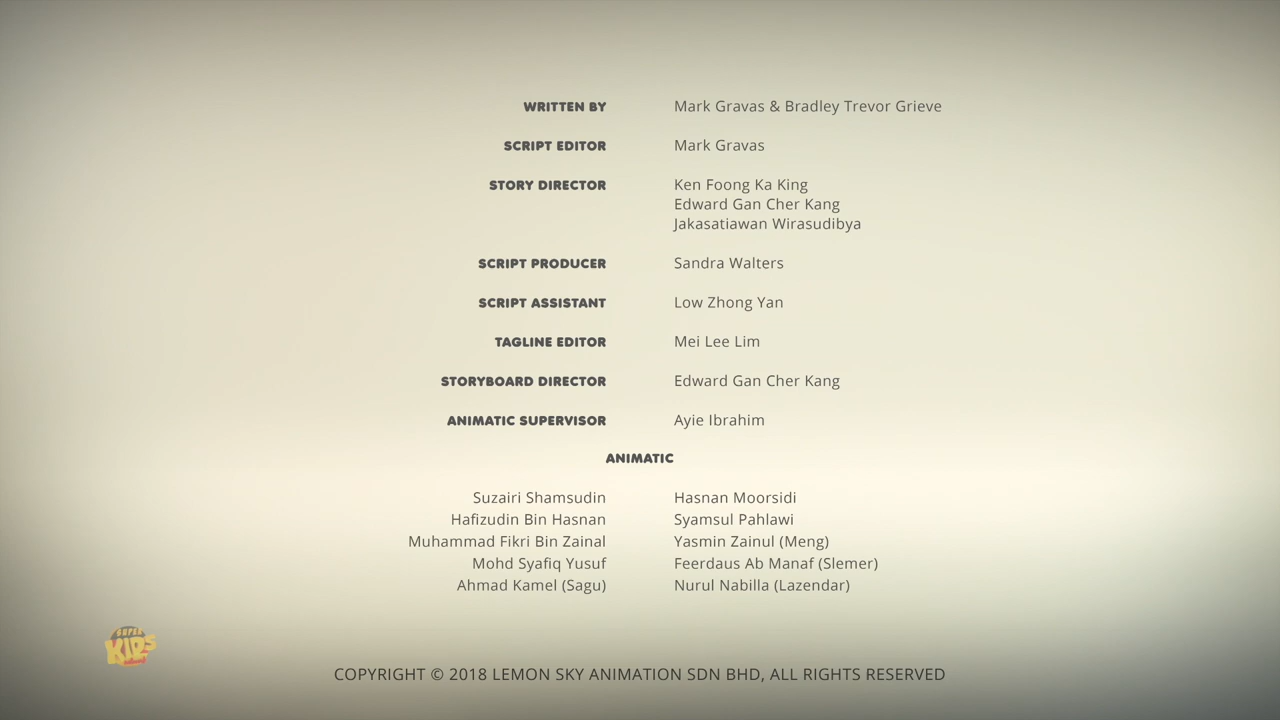 WRITTEN BY Mark Gravas & Bradley Trevor Grieve
SCRIPT EDITOR Mark Gravas
STORY DIRECTOR Ken Foong Ka King
Edward Gan Cher Kang
Jakasatiawan Wirasudibya
SCRIPT PRODUCER Sandra Walters
SCRIPT ASSISTANT Low Zhong Yan
TAGLINE EDITOR Mei Lee Lim
STORYBOARD DIRECTOR Edward Gan Cher Kang
ANIMATIC SUPERVISOR Ayie Ibrahim
ANIMATIC
Suzairi Shamsudin Hasnan Moorsidi
Hafizudin Bin Hasnan Syamsul Pahlawi
Muhammad Fikri Bin Zainal Yasmin Zainul (Meng)
Mohd Syafiq Yusuf Feerdaus Ab Manaf (Slemer)
Ahmad Kamel (Sagu) Nurul Nabilla (Lazendar)
SUPER
KIDS
COPYRIGHT © 2018 LEMON SKY ANIMATION SDN BHD, ALL RIGHTS RESERVED